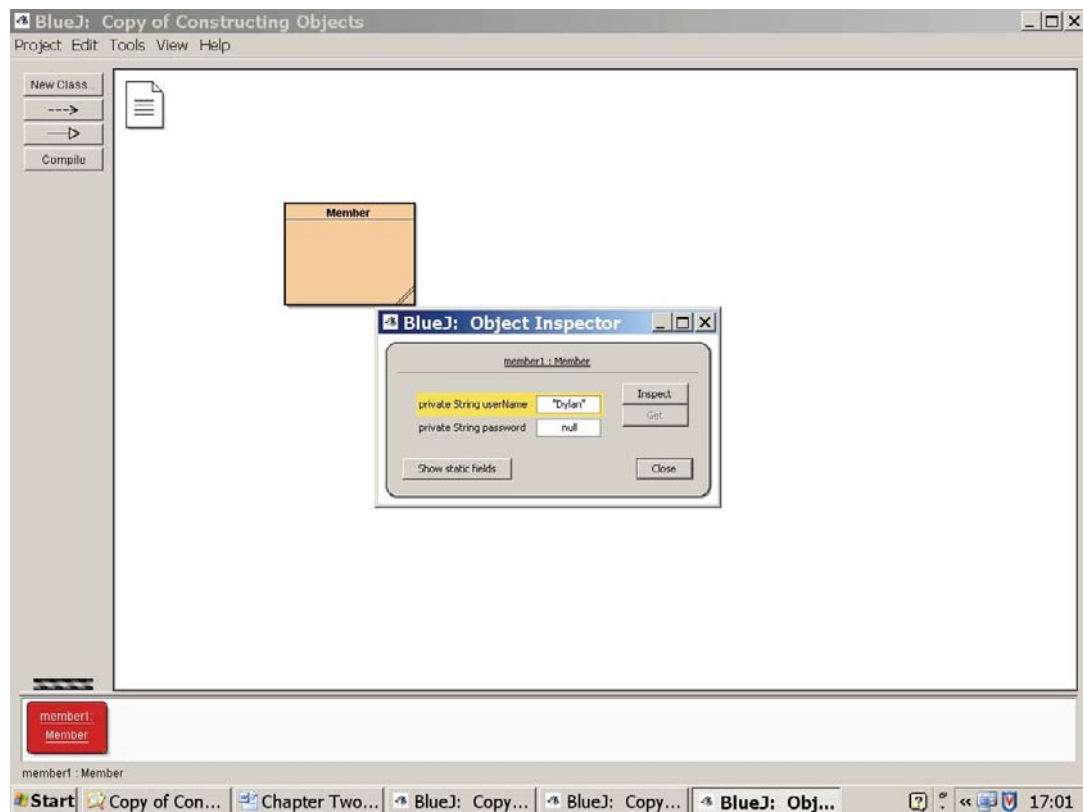 BlueJ: Copy of Constructing Objects
Project Edit Tools View Help
New Class...
Compile
Member
BlueJ: Object Inspector
member1 : Member
private String userName "Dylan"
private String password null
Inspect
Get
Show static fields
Close
member1:
Member
member1 : Member
Start Copy of Con... Chapter Two... BlueJ: Copy... BlueJ: Copy... BlueJ: Obj... 17:01